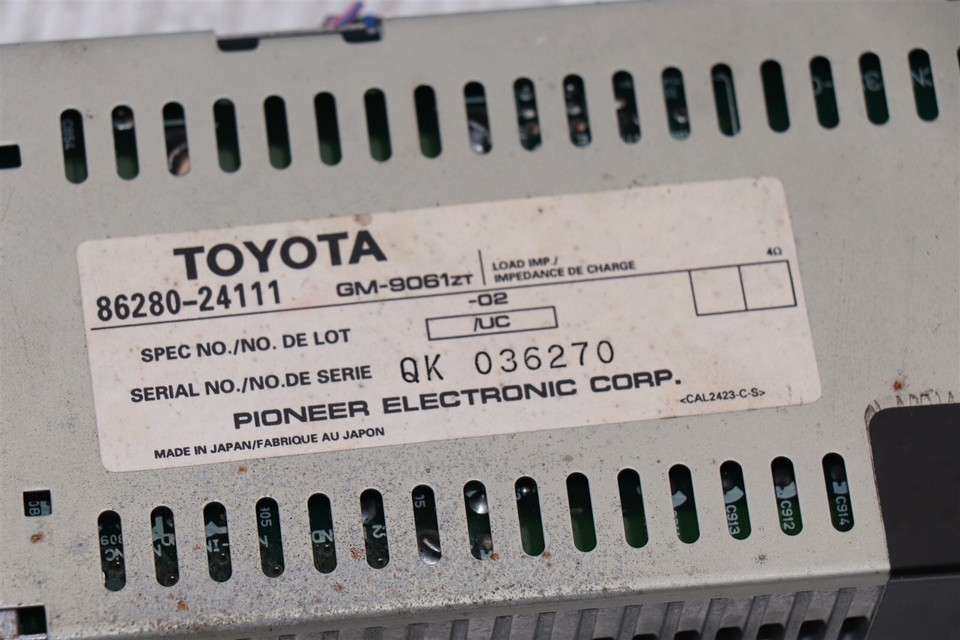 TOYOTA
86280-24111
GM-9061ZT
LOAD IMP./
IMPEDANCE DE CHARGE
4Ω
-02
SPEC NO./NO. DE LOT
/UC
SERIAL NO./NO.DE SERIE
QK 036270
PIONEER ELECTRONIC CORP.
<CAL2423-C-S>
MADE IN JAPAN/FABRIQUE AU JAPON
C913
C912
C914